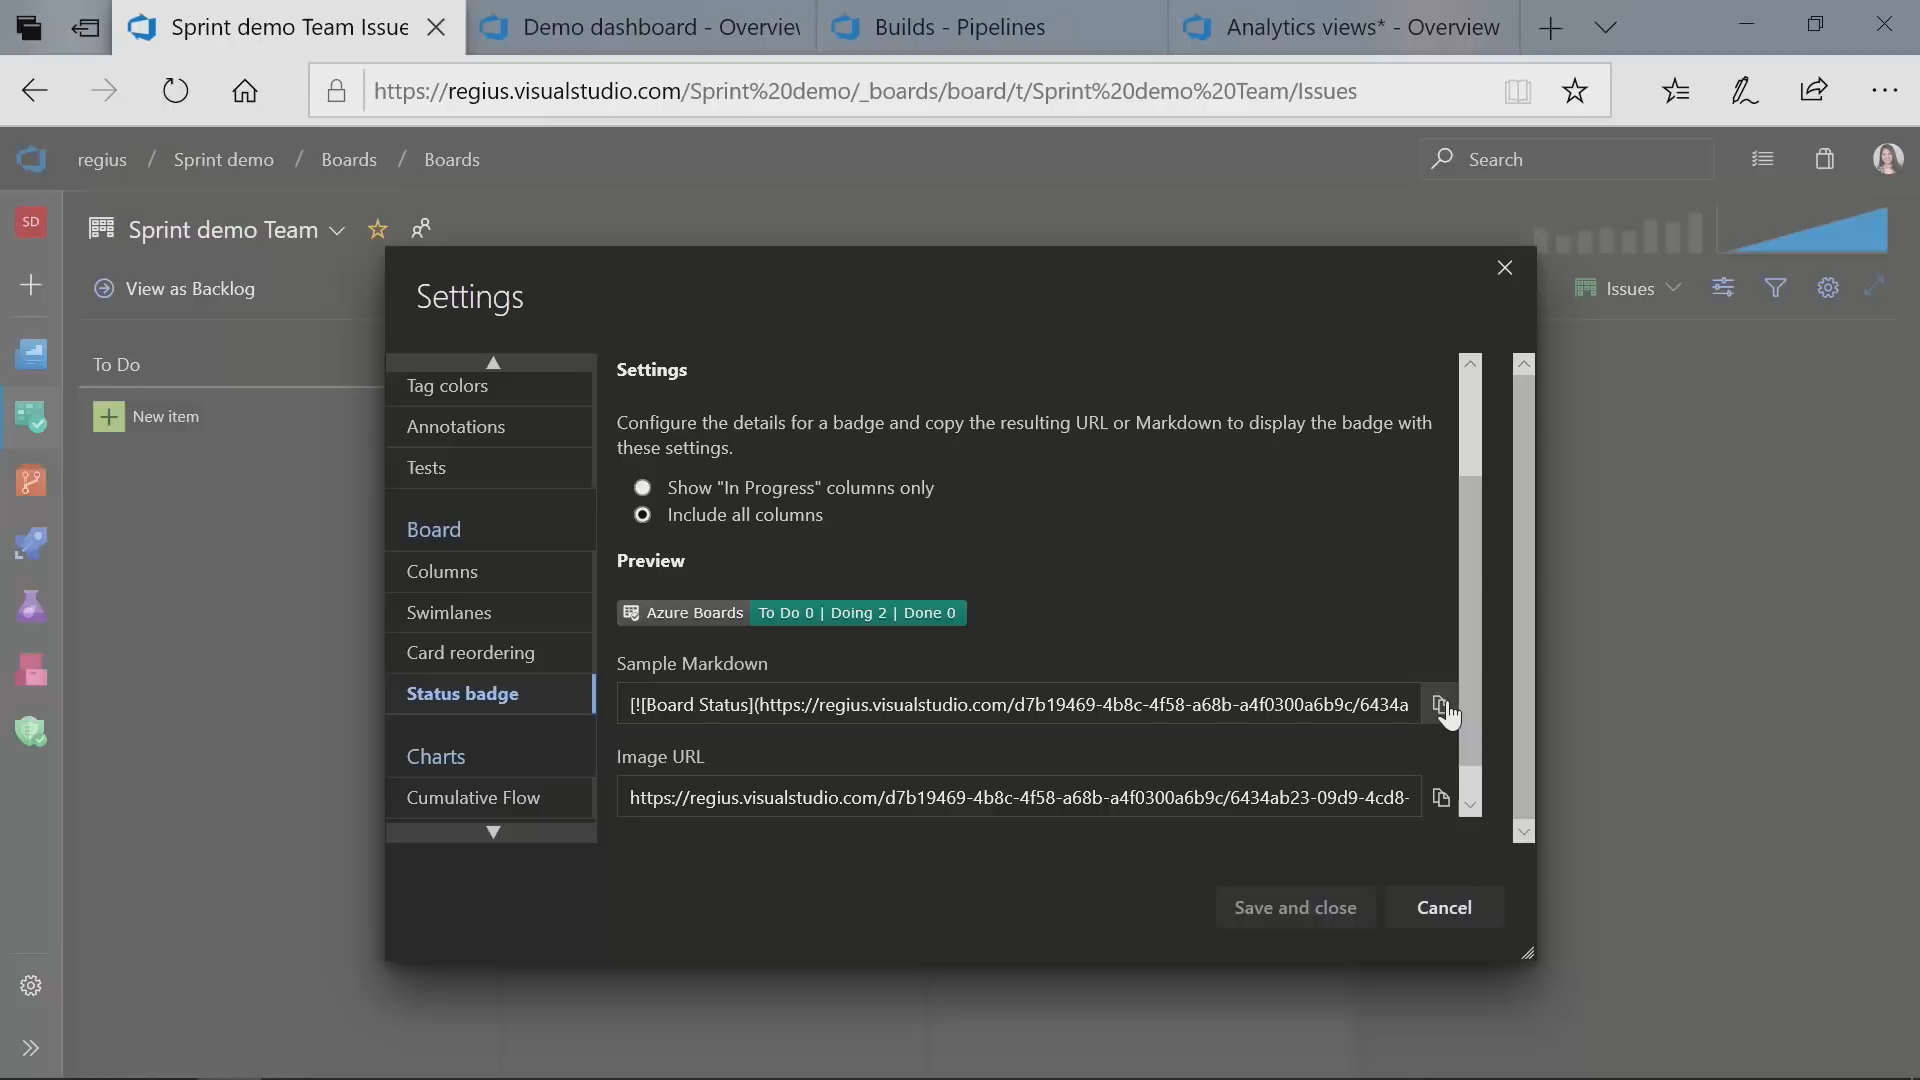 Sprint demo Team Issue
Demo dashboard - Overview
Builds - Pipelines
Analytics views* - Overview
https://regius.visualstudio.com/Sprint%20demo/_boards/board/t/Sprint%20demo%20Team/Issues
regius / Sprint demo / Boards / Boards
Search
SD
Sprint demo Team
View as Backlog
Issues
To Do
New item
Settings
Tag colors
Annotations
Tests
Board
Columns
Swimlanes
Card reordering
Status badge
Charts
Cumulative Flow
Settings
Configure the details for a badge and copy the resulting URL or Markdown to display the badge with
these settings.
Show "In Progress" columns only
Include all columns
Preview
Azure Boards To Do 0 | Doing 2 | Done 0
Sample Markdown
[![Board Status](https://regius.visualstudio.com/d7b19469-4b8c-4f58-a68b-a4f0300a6b9c/6434a
Image URL
https://regius.visualstudio.com/d7b19469-4b8c-4f58-a68b-a4f0300a6b9c/6434ab23-09d9-4cd8-
Save and close
Cancel